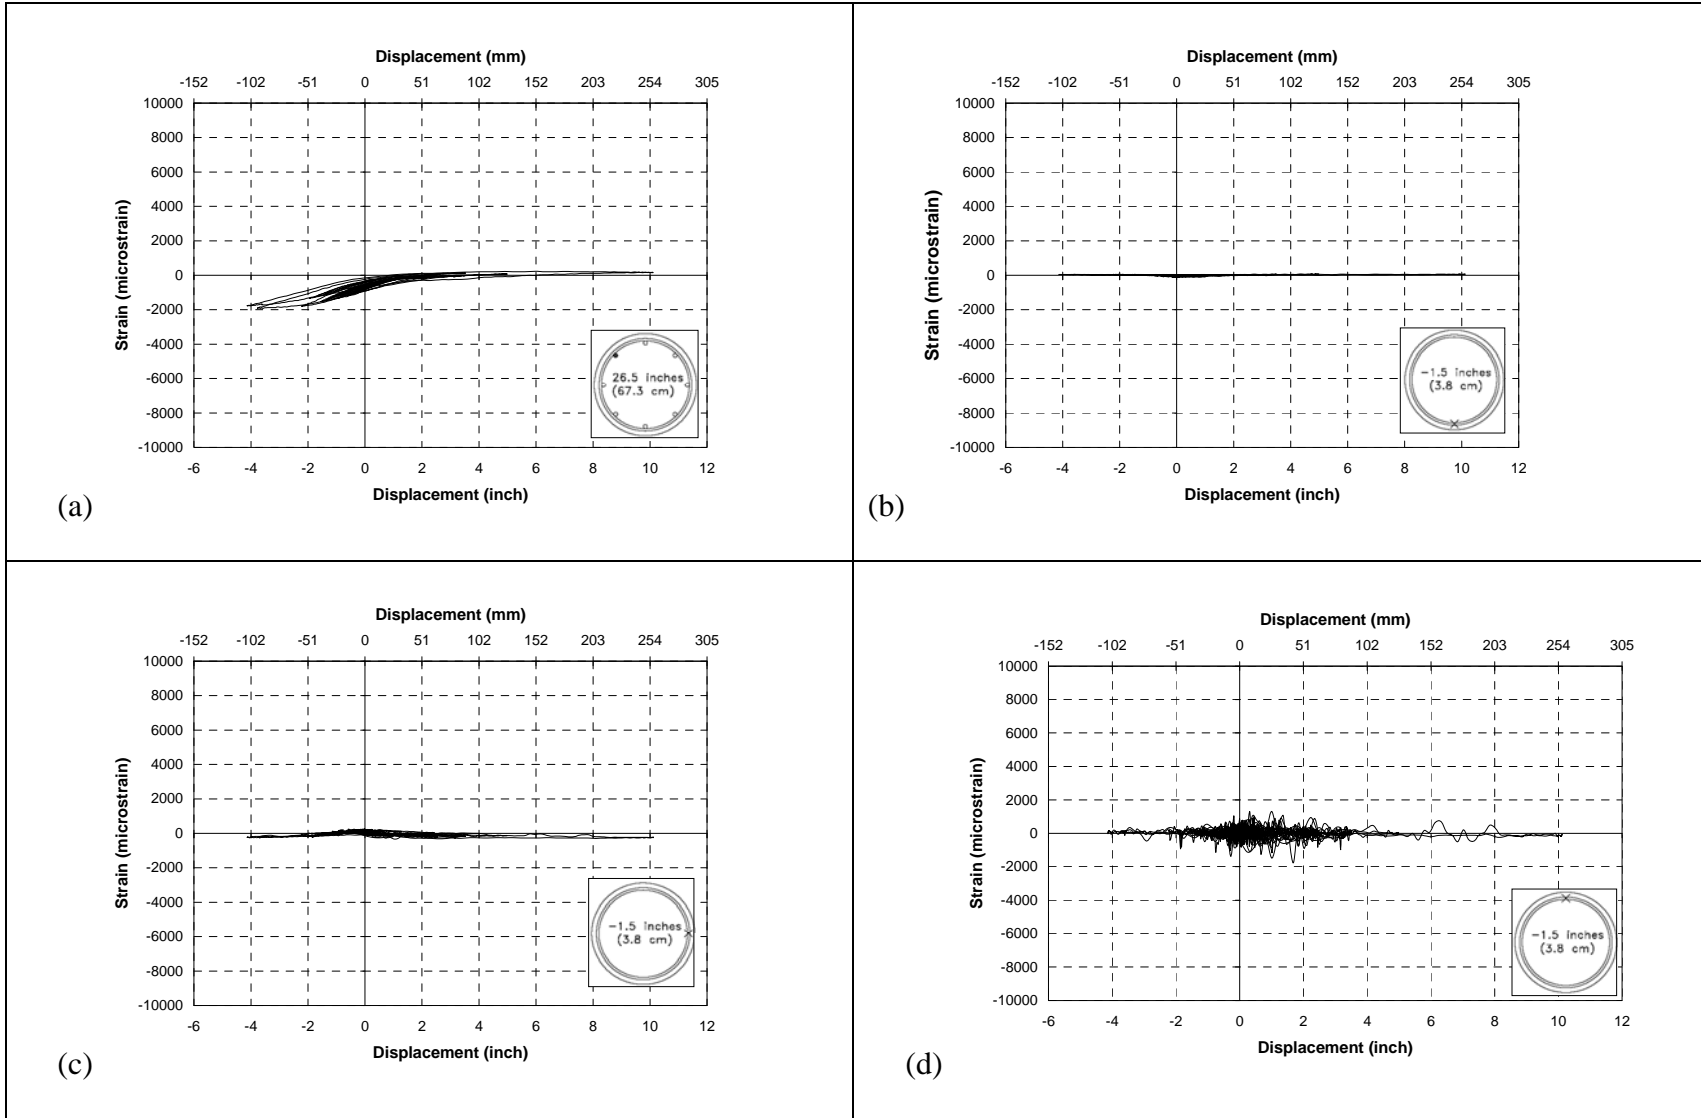 Displacement (mm)
-152 -102 -51 0 51 102 152 203 254 305
10000
8000
6000
4000
2000
0
-2000
-4000
-6000
-8000
-10000
Strain (microstrain)
26.5 inches
(67.3 cm)
-6 -4 -2 0 2 4 6 8 10 12
Displacement (inch)
(a)
Displacement (mm)
-152 -102 -51 0 51 102 152 203 254 305
10000
8000
6000
4000
2000
0
-2000
-4000
-6000
-8000
-10000
Strain (microstrain)
-1.5 inches
(3.8 cm)
-6 -4 -2 0 2 4 6 8 10 12
Displacement (inch)
(b)
Displacement (mm)
-152 -102 -51 0 51 102 152 203 254 305
10000
8000
6000
4000
2000
0
-2000
-4000
-6000
-8000
-10000
Strain (microstrain)
-1.5 inches
(3.8 cm)
-6 -4 -2 0 2 4 6 8 10 12
Displacement (inch)
(c)
Displacement (mm)
-152 -102 -51 0 51 102 152 203 254 305
10000
8000
6000
4000
2000
0
-2000
-4000
-6000
-8000
-10000
Strain (microstrain)
-1.5 inches
(3.8 cm)
-6 -4 -2 0 2 4 6 8 10 12
Displacement (inch)
(d)